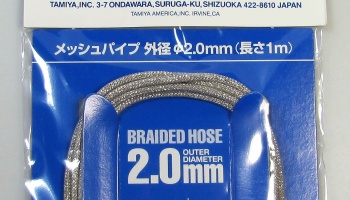 TAMIYA,INC. 3-7 ONDAWARA, SURUGA-KU, SHIZUOKA 422-8610 JAPAN
TAMIYA AMERICA, INC. IRVINE, CA
メッシュパイプ 外径Φ2.0mm(長さ1m)
BRAIDED HOSE
2.0mm OUTER
DIAMETER